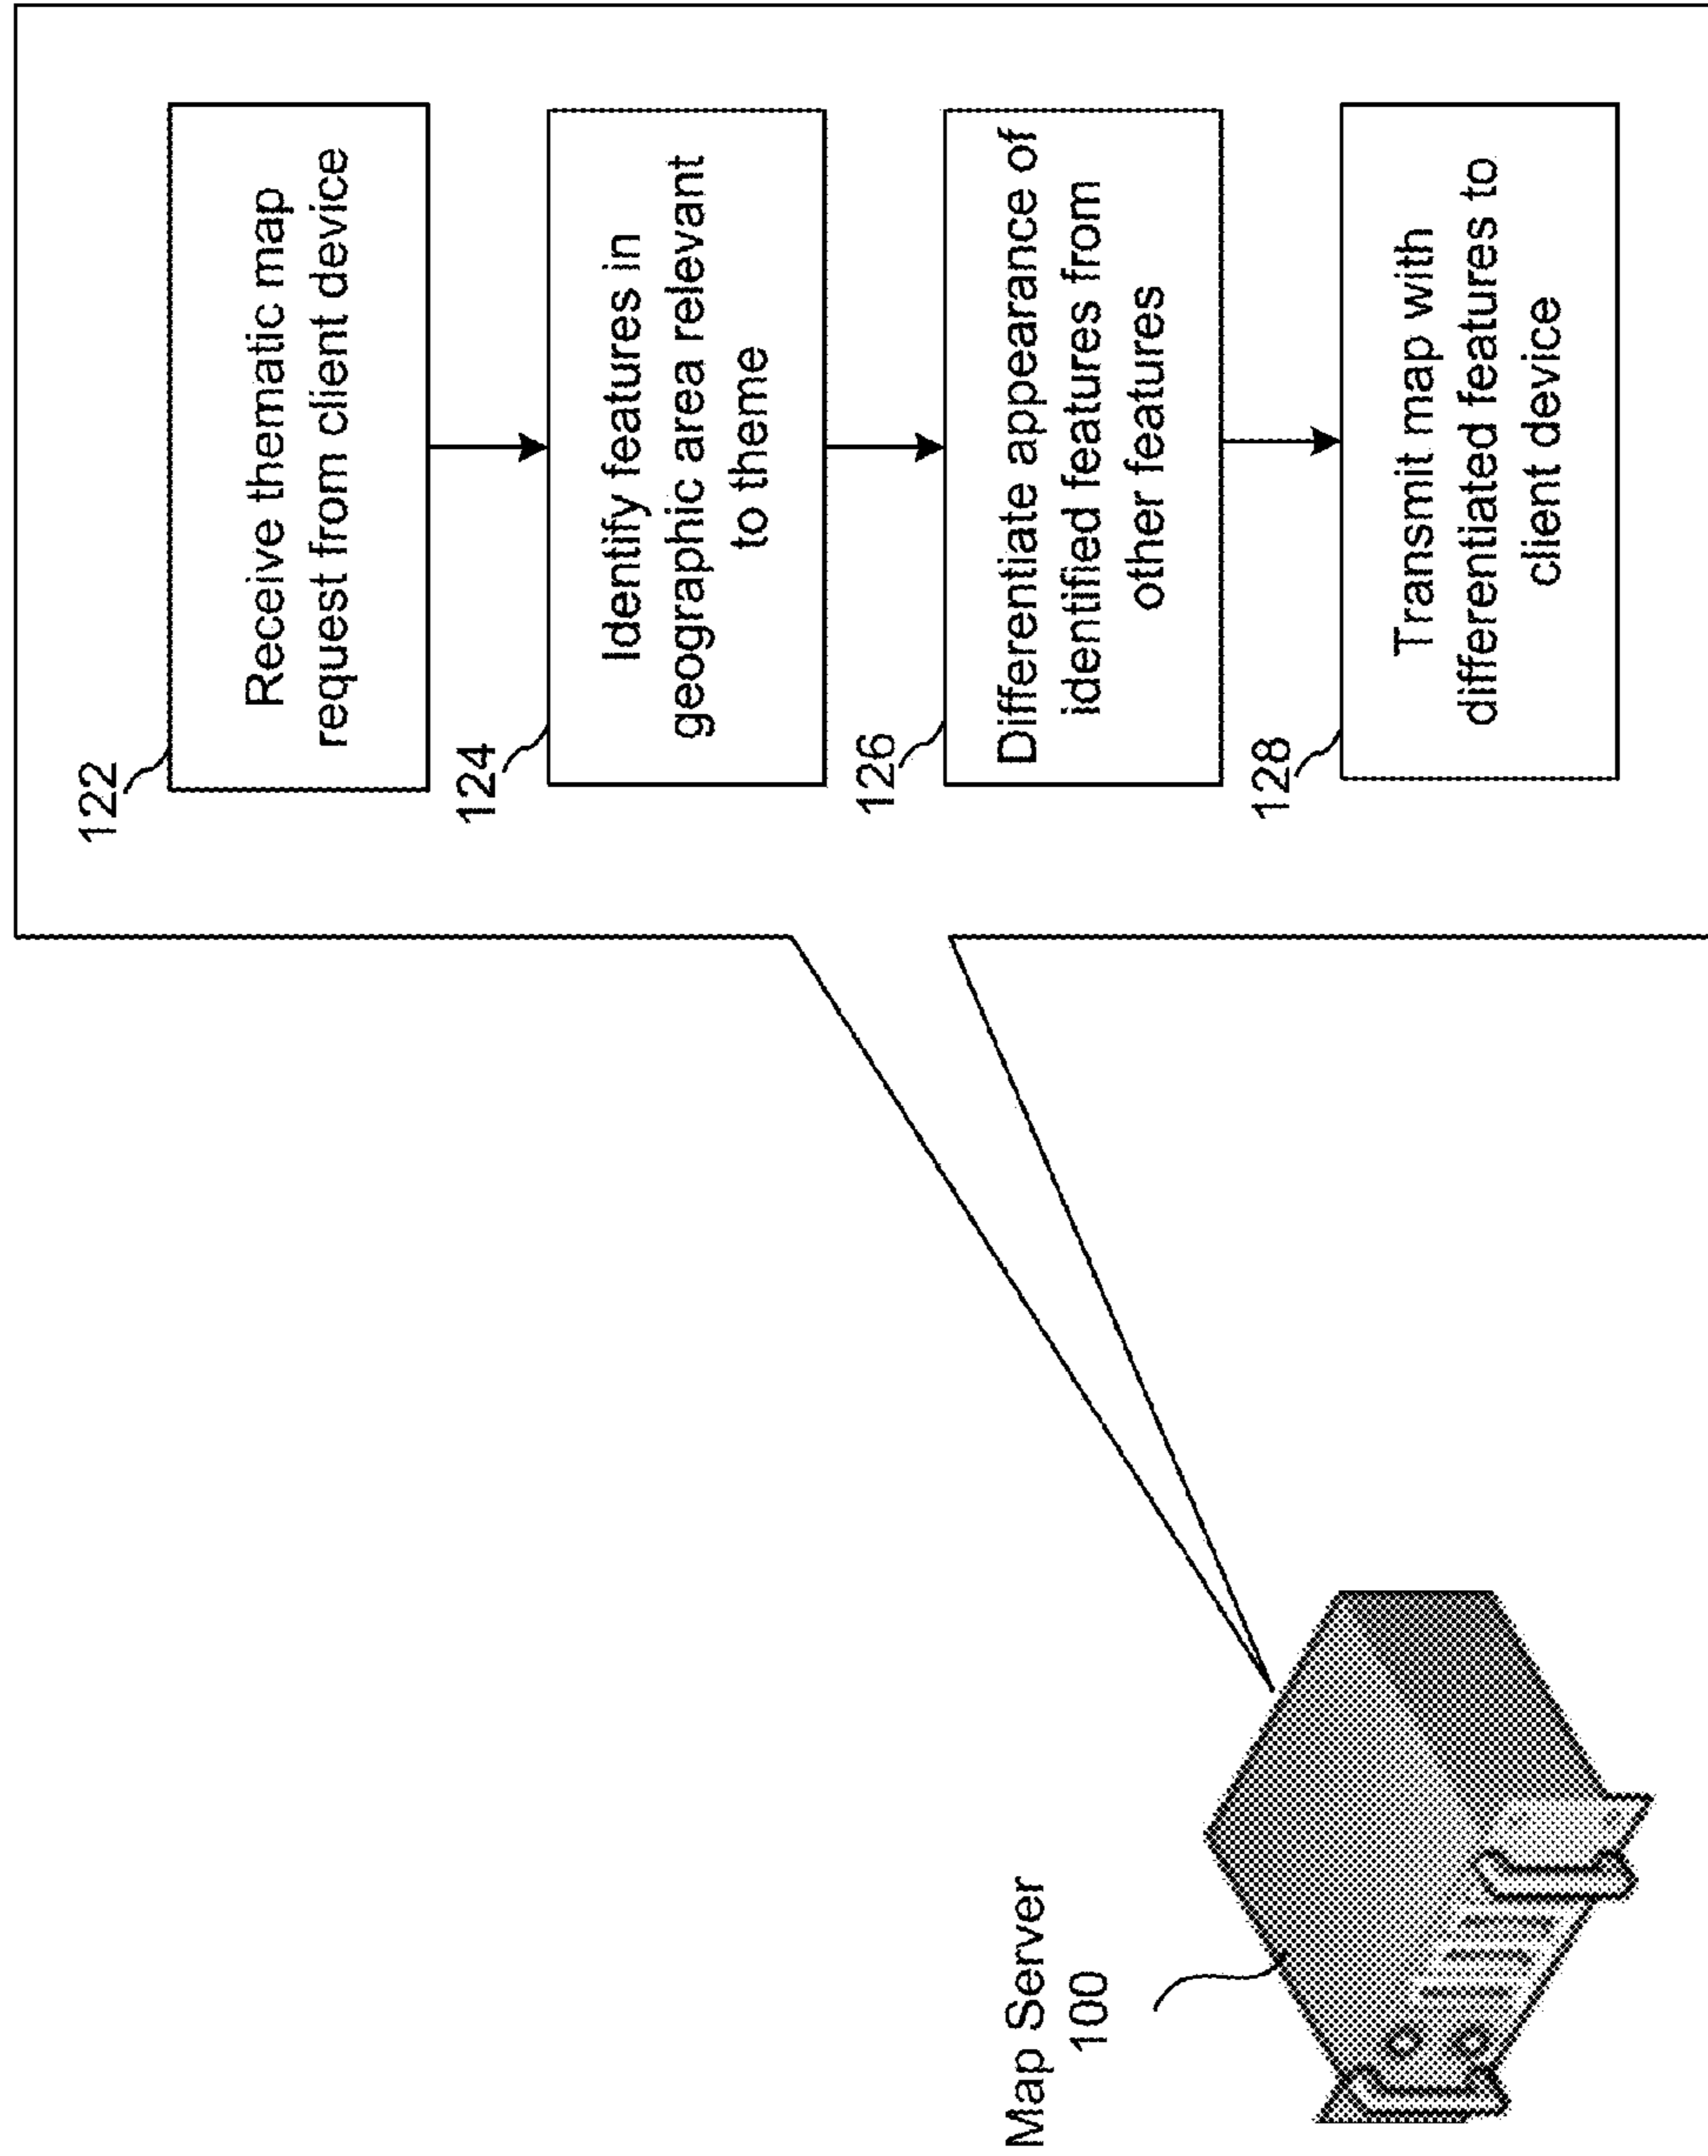 122
Receive thematic map
request from client device
124
Identify features in
geographic area relevant
to theme
126
Differentiate appearance of
identified features from
other features
128
Transmit map with
differentiated features to
client device
Map Server
100